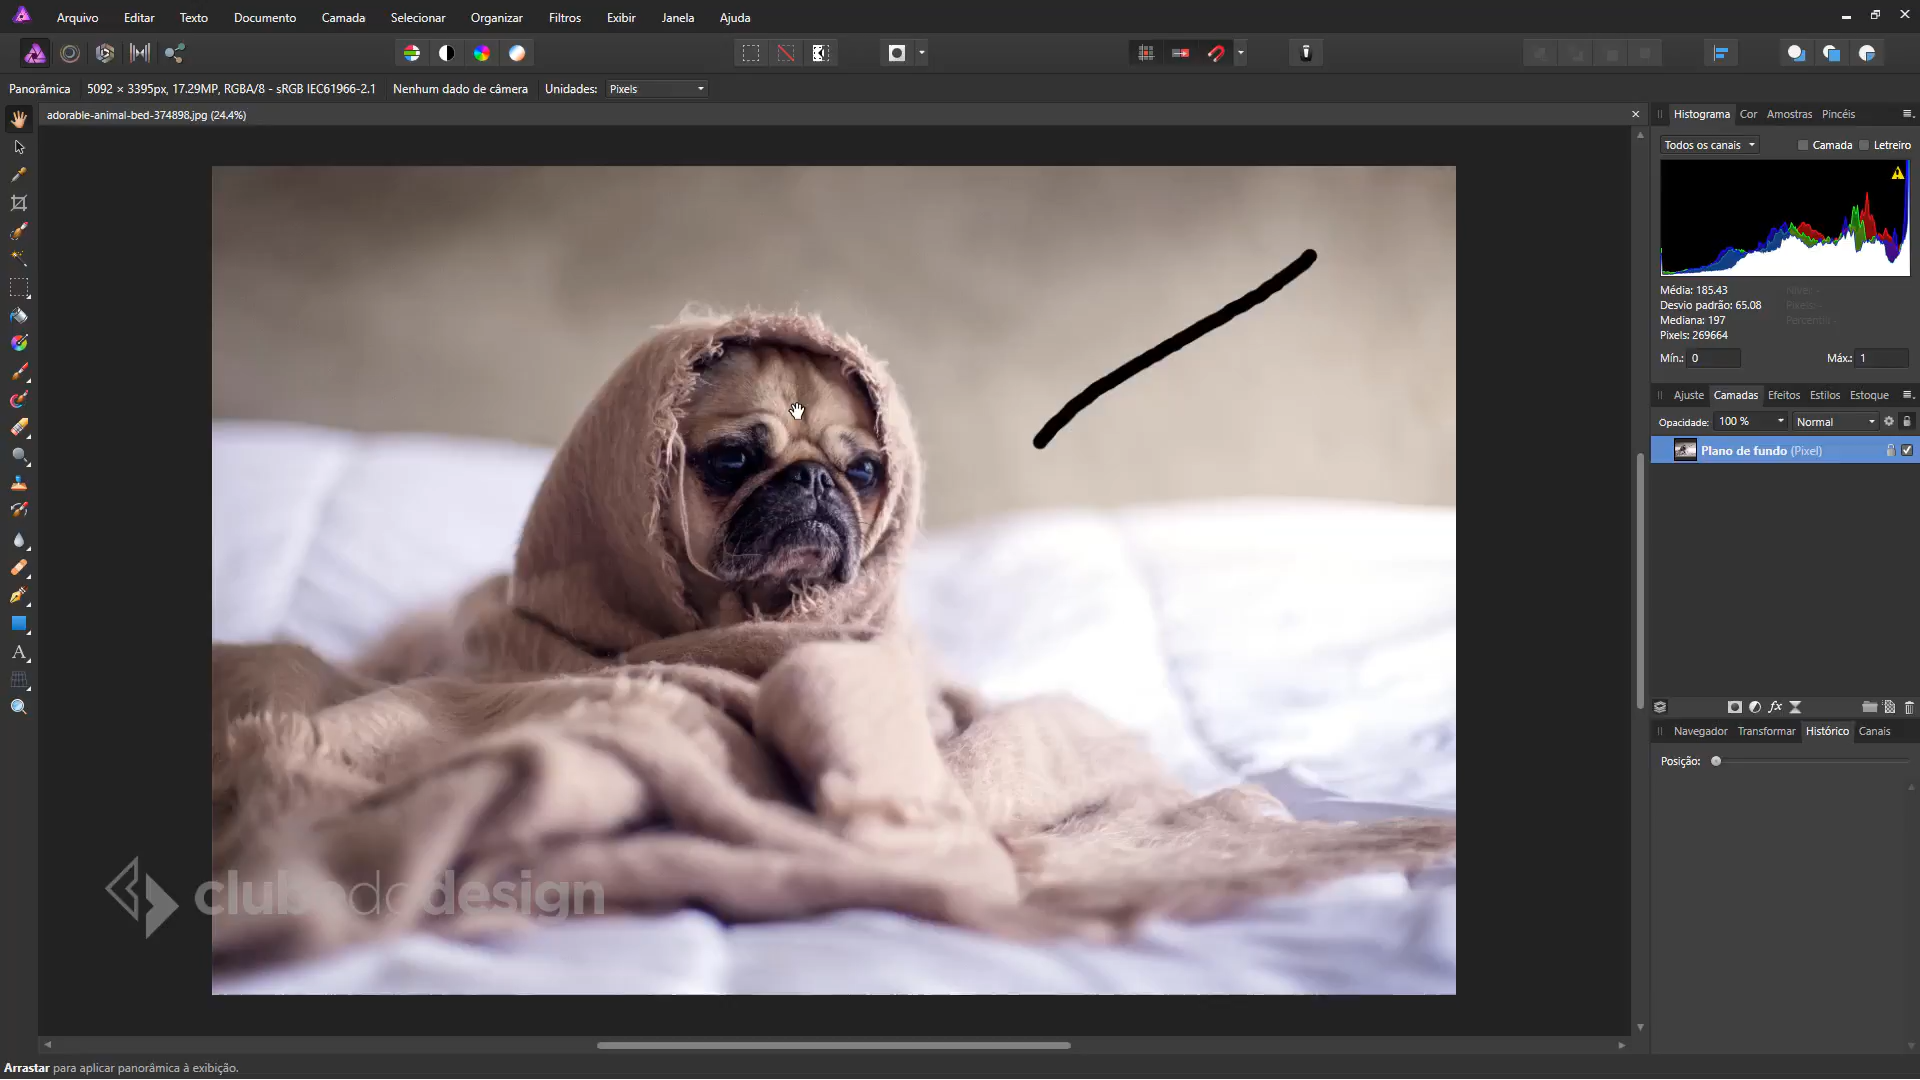 Arquivo Editar Texto Documento Camada Selecionar Organizar Filtros Exibir Janela Ajuda
Panorâmica 5092 × 3395px, 17.29MP, RGBA/8 - sRGB IEC61966-2.1 Nenhum dado de câmera Unidades: Pixels
adorable-animal-bed-374898.jpg (24.4%)
Histograma Cor Amostras Pincéis
Todos os canais Camada Letreiro
Média: 185.43
Desvio padrão: 65.08
Mediana: 197
Pixels: 269664
Nível: -
Pixels: -
Percentil: -
Mín.: 0 Máx.: 1
Ajuste Camadas Efeitos Estilos Estoque
Opacidade: 100 % Normal
Plano de fundo (Pixel)
Navegador Transformar Histórico Canais
Posição:
clubedodesign
Arrastar para aplicar panorâmica à exibição.